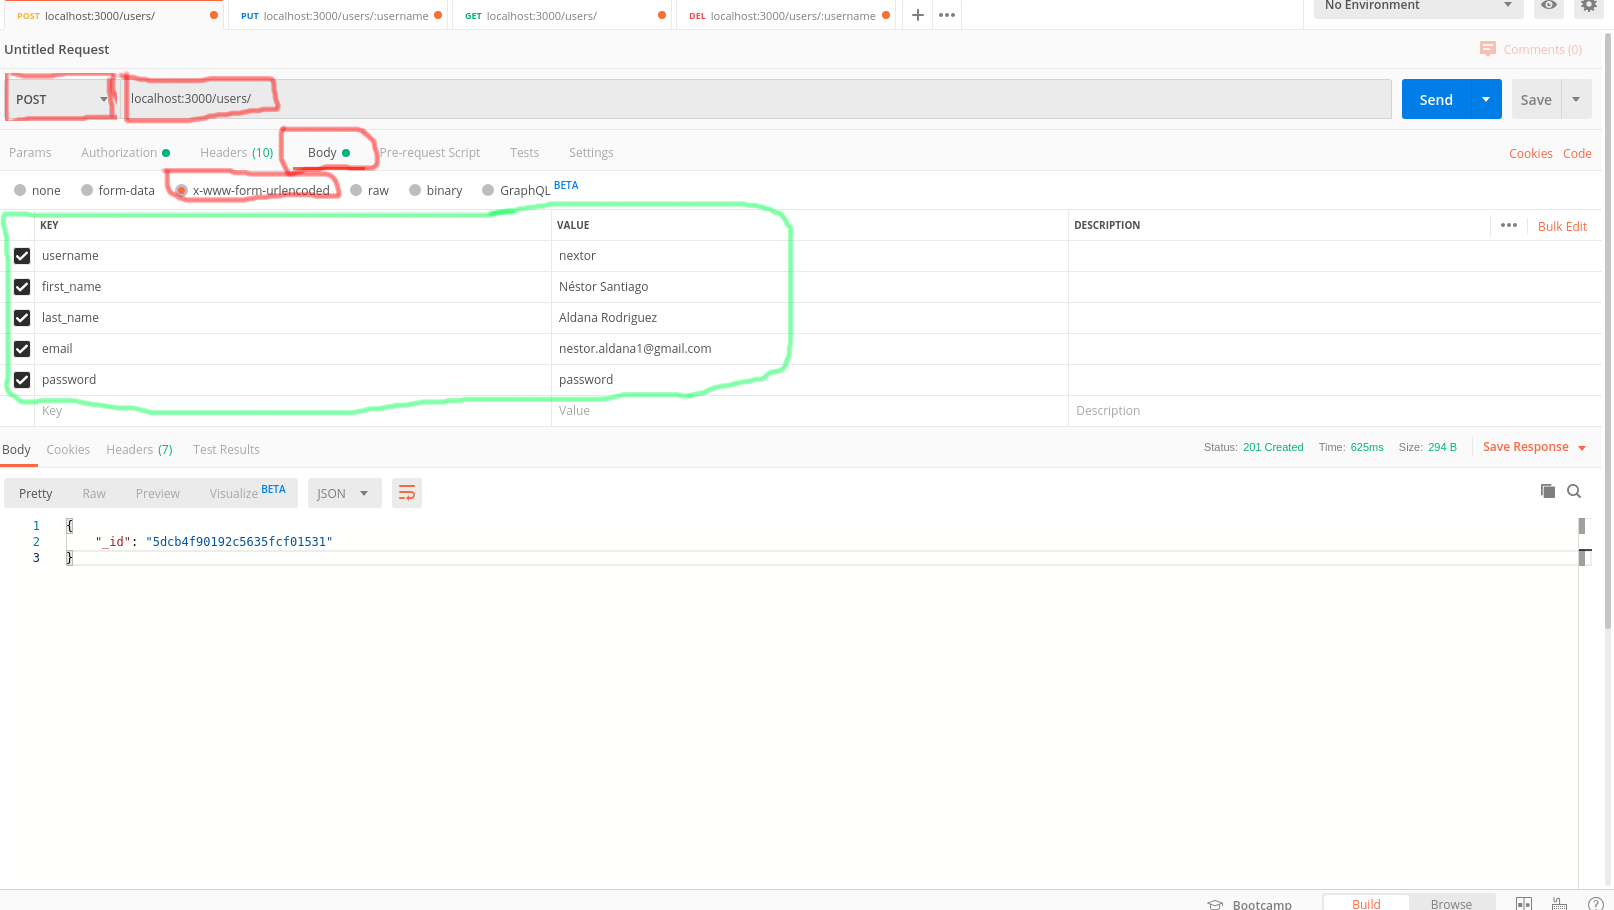 POST localhost:3000/users/ PUT localhost:3000/users/:username GET localhost:3000/users/ DEL localhost:3000/users/:username + ••• No Environment
Untitled Request Comments (0)
POST localhost:3000/users/ Send Save
Params Authorization Headers (10) Body Pre-request Script Tests Settings Cookies Code
none form-data x-www-form-urlencoded raw binary GraphQL BETA
KEY VALUE DESCRIPTION ••• Bulk Edit
username nextor
first_name Néstor Santiago
last_name Aldana Rodriguez
email nestor.aldana1@gmail.com
password password
Key Value Description
Body Cookies Headers (7) Test Results Status: 201 Created Time: 625ms Size: 294 B Save Response
Pretty Raw Preview Visualize BETA JSON
1 {
2 "_id": "5dcb4f90192c5635fcf01531"
3 }
Bootcamp Build Browse ?